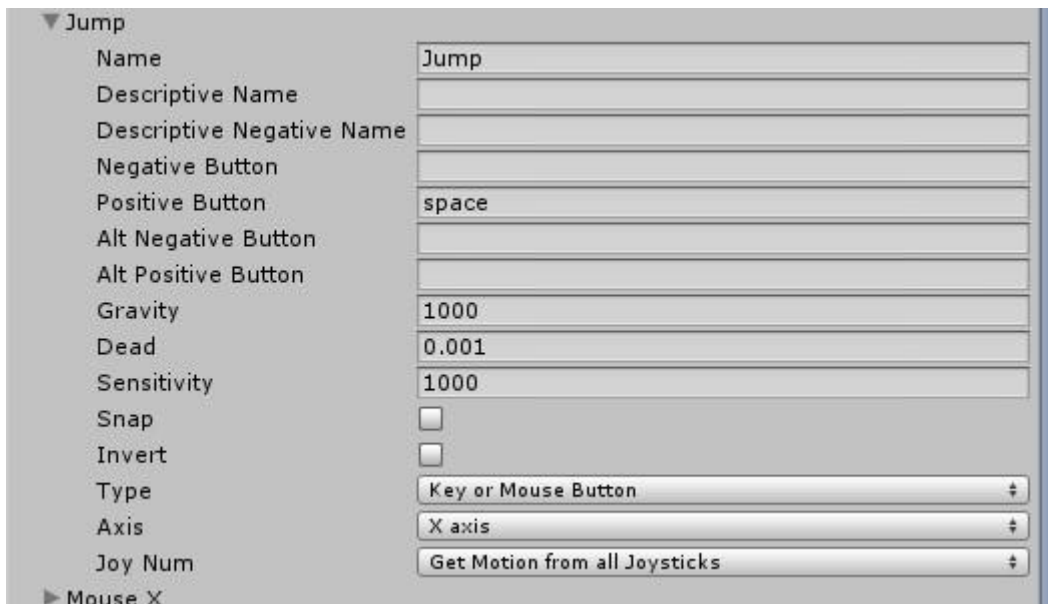 Jump
Name Jump
Descriptive Name
Descriptive Negative Name
Negative Button
Positive Button space
Alt Negative Button
Alt Positive Button
Gravity 1000
Dead 0.001
Sensitivity 1000
Snap
Invert
Type Key or Mouse Button
Axis X axis
Joy Num Get Motion from all Joysticks
Mouse X